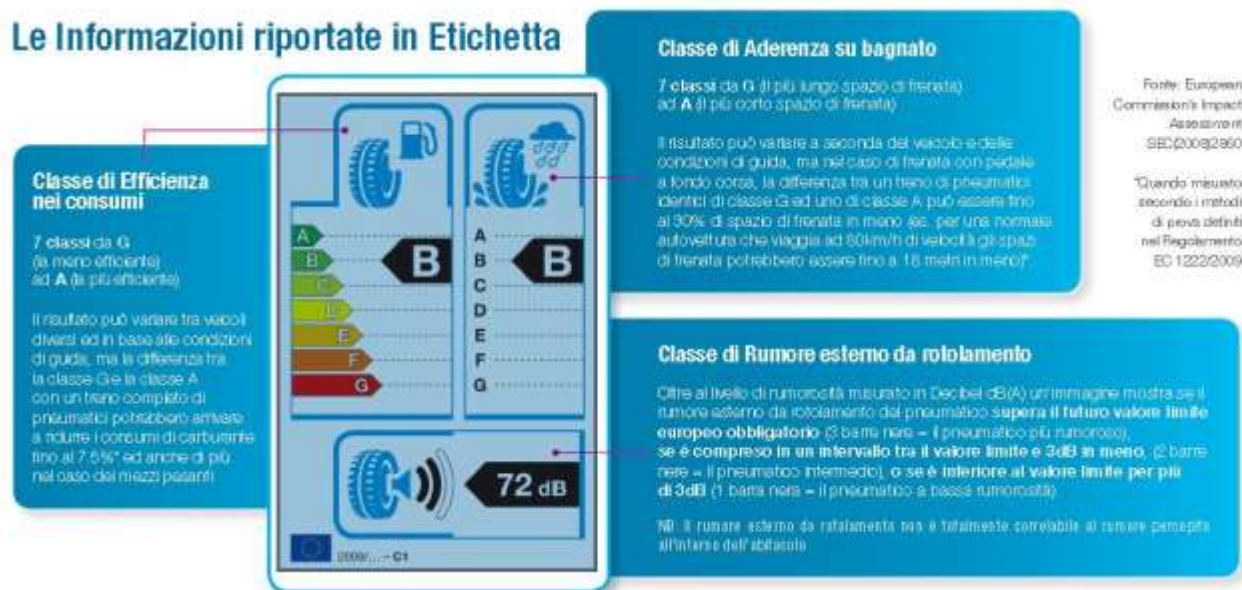 Le Informazioni riportate in Etichetta
Classe di Efficienza
nei consumi
7 classi da G
(la meno efficiente)
ad A (la più efficiente)
Il risultato può variare tra veicoli
diversi ed in base alle condizioni
di guida, ma la differenza tra
la classe G e la classe A
con un treno completo di
pneumatici potrebbero arrivare
a ridurre i consumi di carburante
fino al 7.5%* ed anche di più
nel caso dei mezzi pesanti
A
B
C
D
E
F
G
B
A
B
C
D
E
F
G
B
72 dB
2009/... - C1
Classe di Aderenza su bagnato
7 classi da G (il più lungo spazio di frenata)
ad A (il più corto spazio di frenata)
Il risultato può variare a seconda del veicolo e delle
condizioni di guida, ma nel caso di frenata con pedale
a fondo corsa, la differenza tra un treno di pneumatici
identici di classe G ed uno di classe A può essere fino
al 30% di spazio di frenata in meno (es. per una normale
autovettura che viaggia ad 80km/h di velocità gli spazi
di frenata potrebbero essere fino a 18 metri in meno)*
Fonte: European
Commission's Impact
Assessment
SEC(2008)2860
*Quando misurato
secondo i metodi
di prova definiti
nel Regolamento
EC 1222/2009
Classe di Rumore esterno da rotolamento
Oltre al livello di rumorosità misurato in Decibel dB(A) un'immagine mostra se il
rumore esterno da rotolamento del pneumatico supera il futuro valore limite
europeo obbligatorio (3 barre nere = il pneumatico più rumoroso),
se è compreso in un intervallo tra il valore limite e 3dB in meno, (2 barre
nere = il pneumatico intermedio), o se è inferiore al valore limite per più
di 3dB (1 barra nera = il pneumatico a bassa rumorosità)
NB: Il rumore esterno da rotolamento non è totalmente correlabile al rumore percepito
all'interno dell'abitacolo